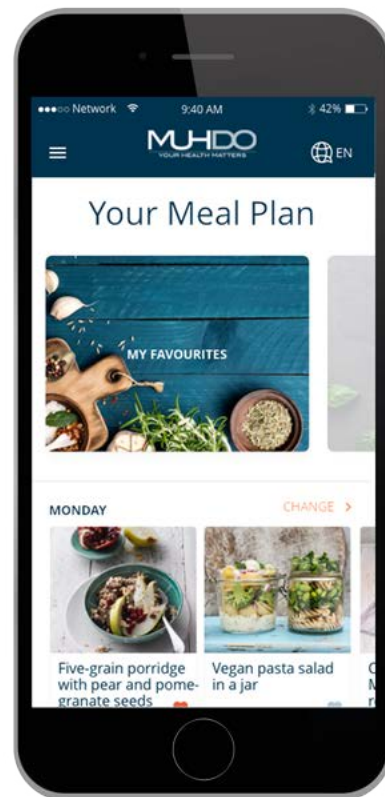 Network 9:40 AM 42%
MUHDO
YOUR HEALTH MATTERS
EN
Your Meal Plan
MY FAVOURITES
MONDAY CHANGE >
Five-grain porridge
with pear and pome-
granate seeds
Vegan pasta salad
in a jar